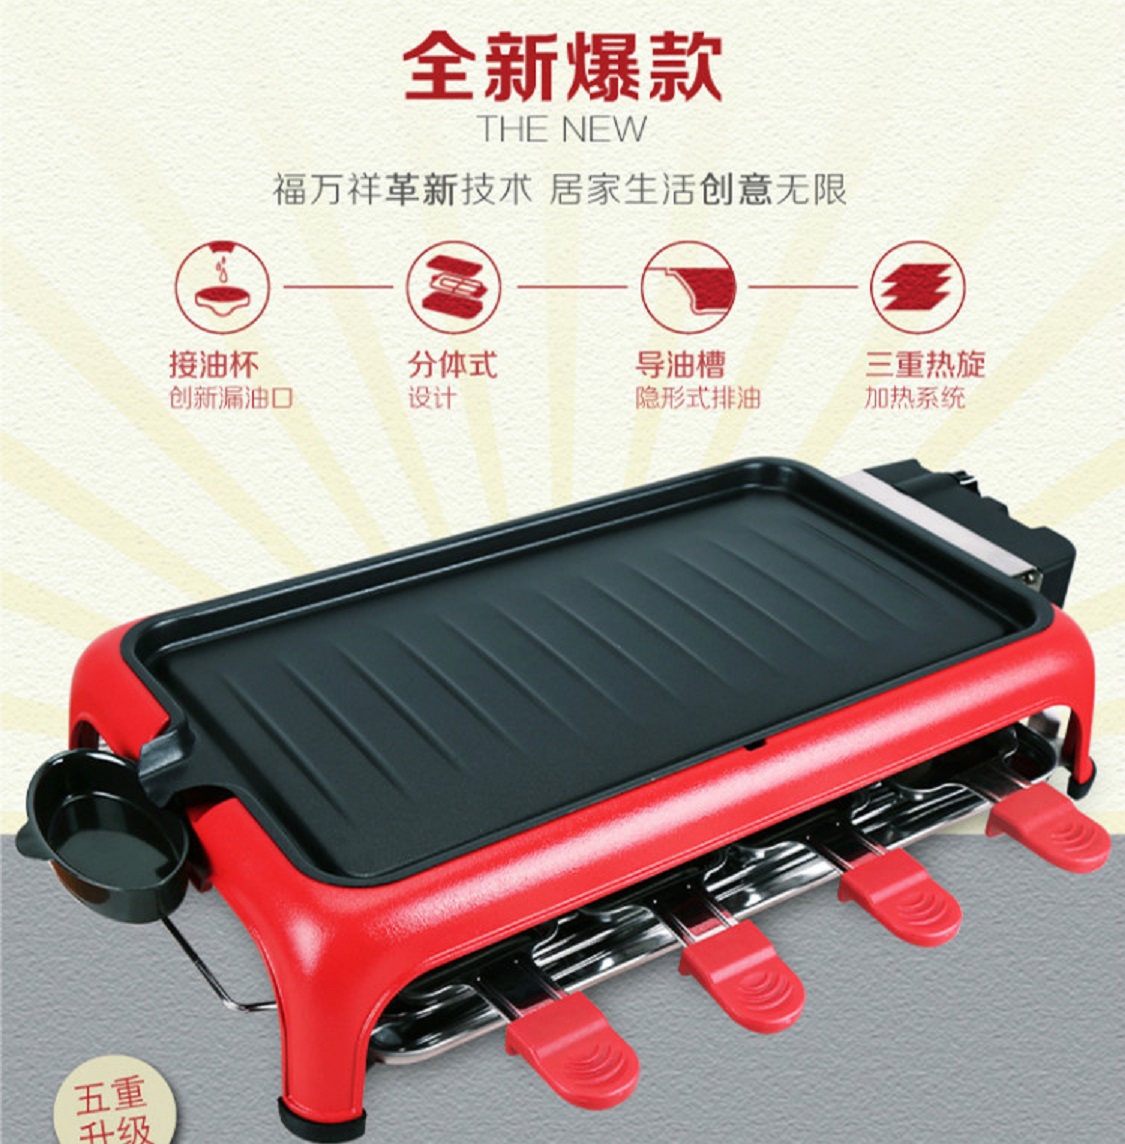 全新爆款
THE NEW
福万祥革新技术 居家生活创意无限
接油杯 分体式 导油槽 三重热旋
创新漏油口 设计 隐形式排油 加热系统
五重
升级